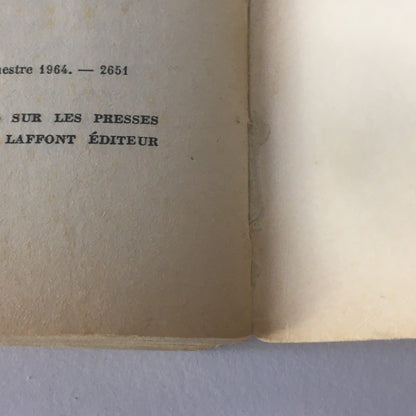 estre 1964. — 2651
SUR LES PRESSES
LAFFONT ÉDITEUR